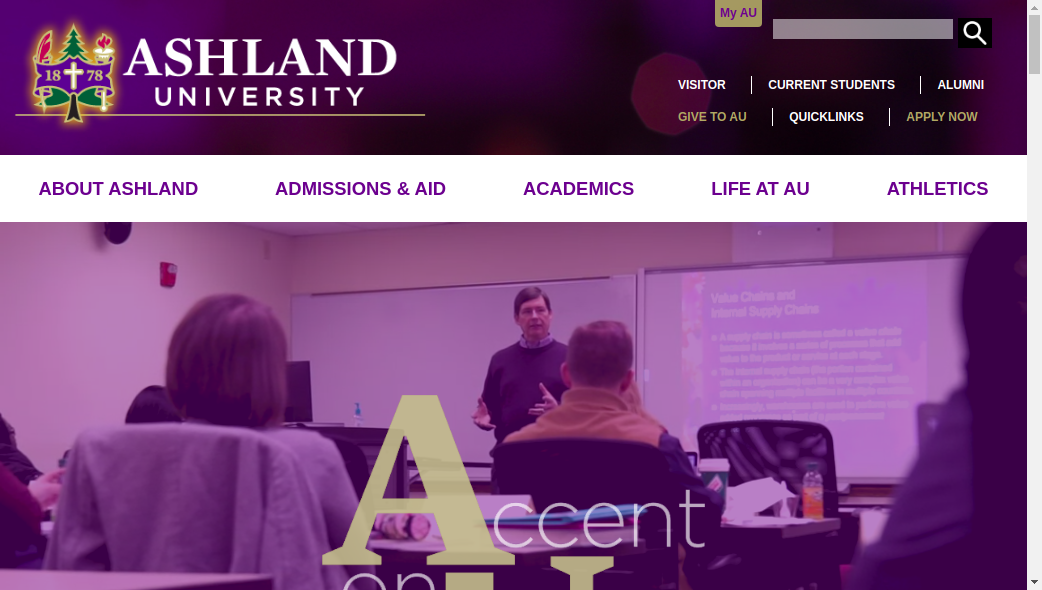 My AU
18 78
ASHLAND
UNIVERSITY
VISITOR
CURRENT STUDENTS
ALUMNI
GIVE TO AU
QUICKLINKS
APPLY NOW
ABOUT ASHLAND
ADMISSIONS & AID
ACADEMICS
LIFE AT AU
ATHLETICS
Value Chains and
Internal Supply Chains
Accent
on U